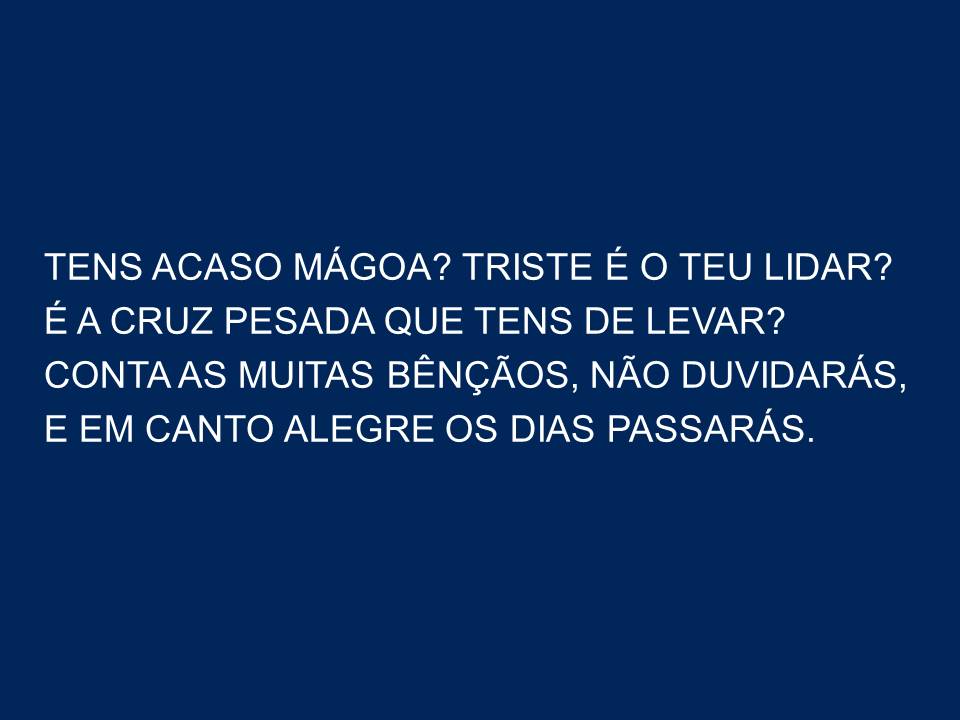 TENS ACASO MÁGOA? TRISTE É O TEU LIDAR?
É A CRUZ PESADA QUE TENS DE LEVAR?
CONTA AS MUITAS BÊNÇÃOS, NÃO DUVIDARÁS,
E EM CANTO ALEGRE OS DIAS PASSARÁS.